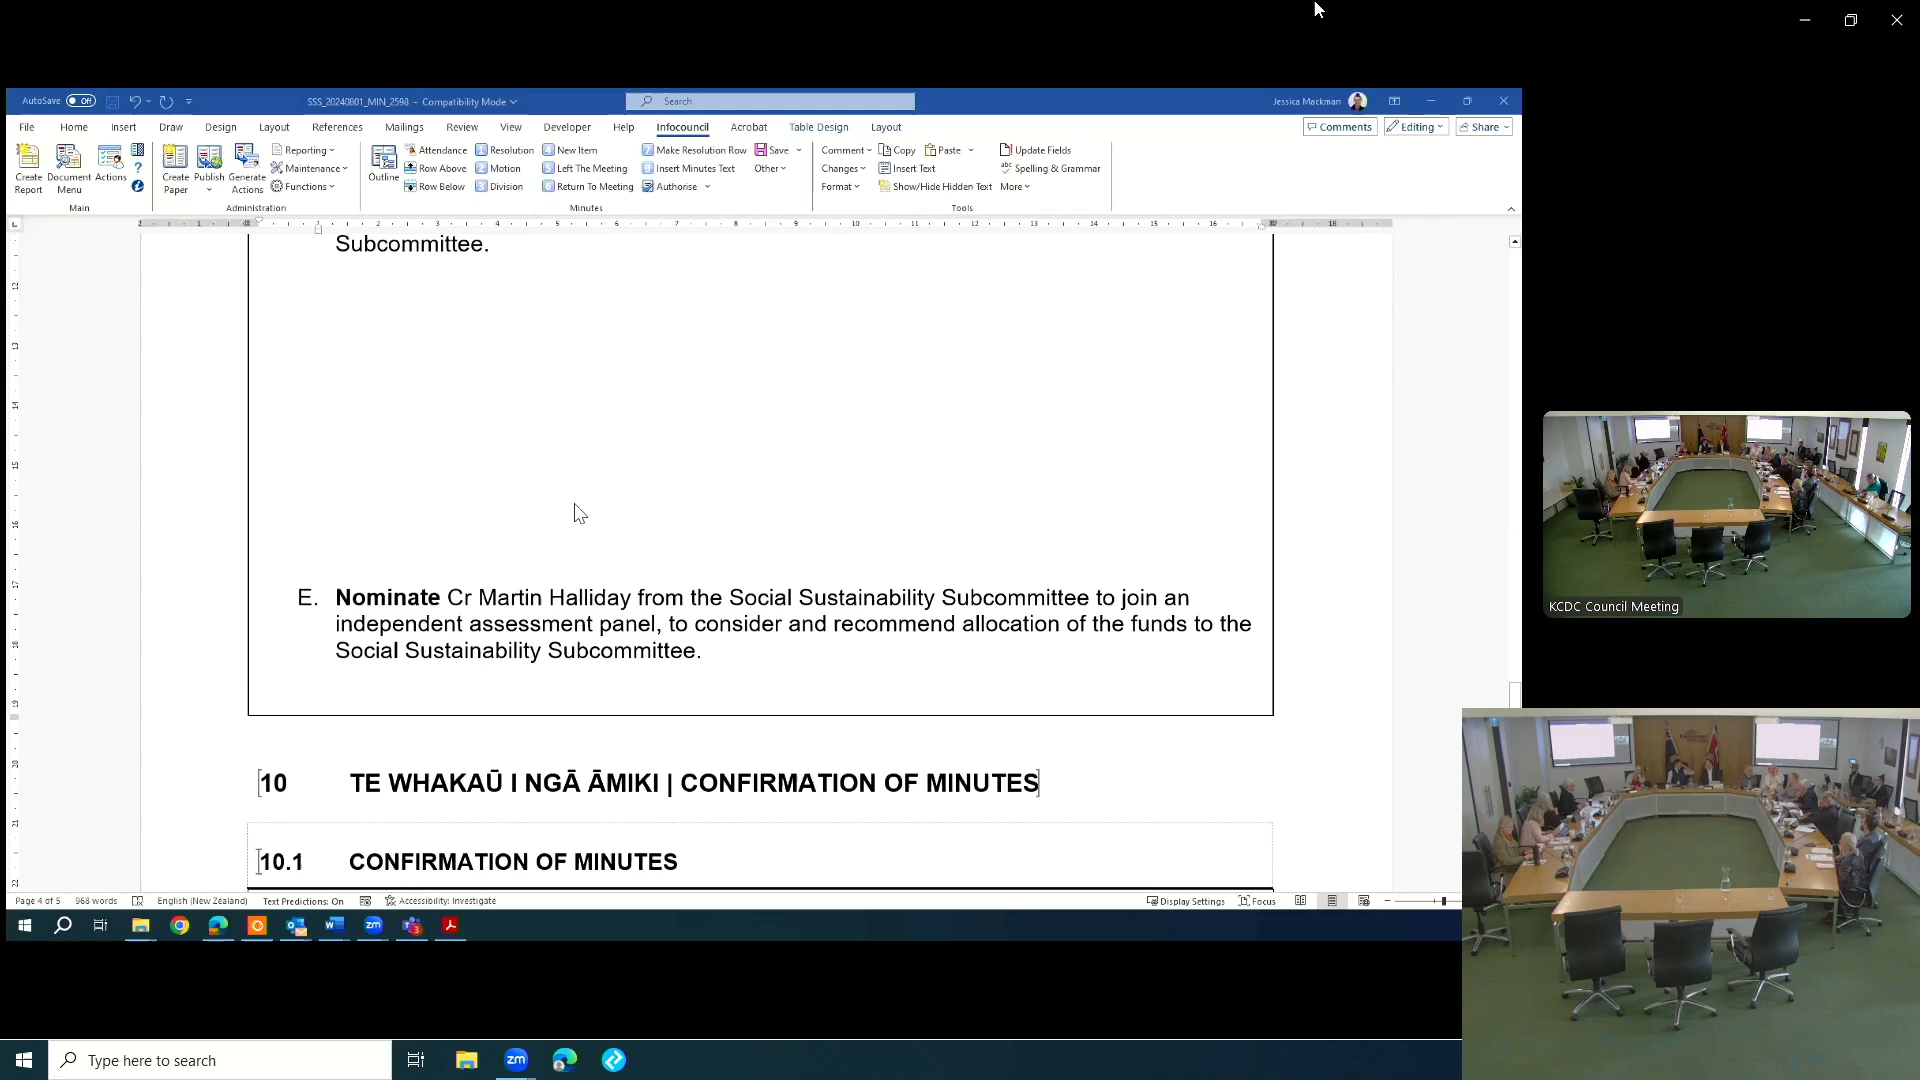 AutoSave Off
SSS_20240801_MIN_2598 - Compatibility Mode
Search
Jessica Mackman
File Home Insert Draw Design Layout References Mailings Review View Developer Help Infocouncil Acrobat Table Design Layout
Comments Editing Share
Create Report
Document Menu
Actions
Main
Create Paper
Publish
Generate Actions
Reporting
Maintenance
Functions
Administration
Outline
Attendance
Row Above
Row Below
Resolution
Motion
Division
New Item
Left The Meeting
Return To Meeting
Make Resolution Row
Insert Minutes Text
Authorise
Save
Other
Minutes
Comment
Changes
Format
Copy Paste
Insert Text
Show/Hide Hidden Text
Update Fields
Spelling & Grammar
More
Tools
Subcommittee.
E. Nominate Cr Martin Halliday from the Social Sustainability Subcommittee to join an
independent assessment panel, to consider and recommend allocation of the funds to the
Social Sustainability Subcommittee.
10 TE WHAKAŪ I NGĀ ĀMIKI | CONFIRMATION OF MINUTES
10.1 CONFIRMATION OF MINUTES
Page 4 of 5 968 words English (New Zealand) Text Predictions: On Accessibility: Investigate
Display Settings Focus
KCDC Council Meeting
Type here to search
zm